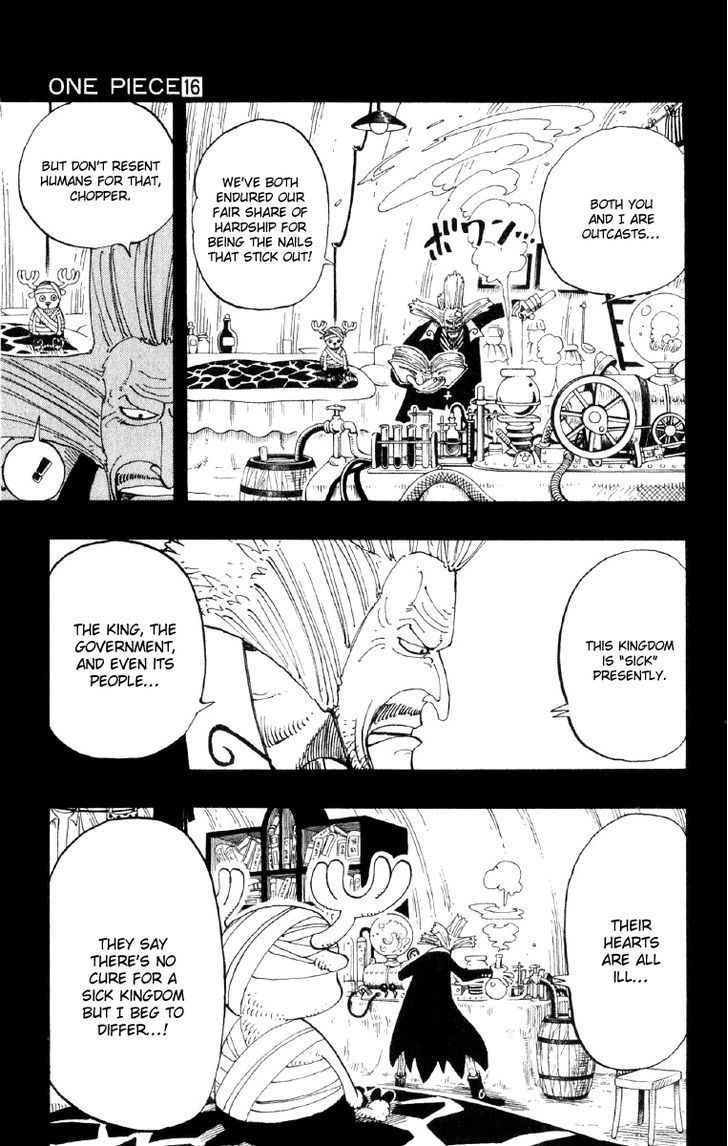 ONE PIECE 16
BOTH YOU
AND I ARE
OUTCASTS...
WE'VE BOTH
ENDURED OUR
FAIR SHARE OF
HARDSHIP FOR
BEING THE NAILS
THAT STICK OUT!
ボワン...
BUT DON'T RESENT
HUMANS FOR THAT,
CHOPPER.
!!
THIS KINGDOM
IS "SICK"
PRESENTLY.
THE KING, THE
GOVERNMENT,
AND EVEN ITS
PEOPLE...
THEIR
HEARTS
ARE ALL
ILL...
THEY SAY
THERE'S NO
CURE FOR A
SICK KINGDOM
BUT I BEG TO
DIFFER...!